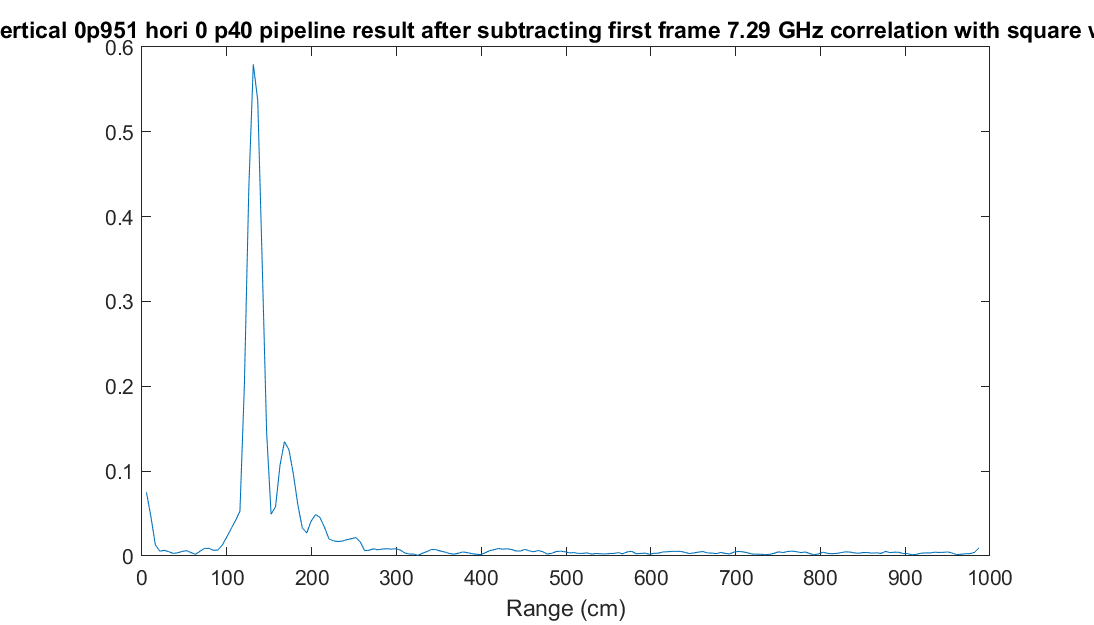 ertical 0p951 hori 0 p40 pipeline result after subtracting first frame 7.29 GHz correlation with square
0.6
0.5
0.4
0.3
0.2
0.1
0
0 100 200 300 400 500 600 700 800 900 1000
Range (cm)